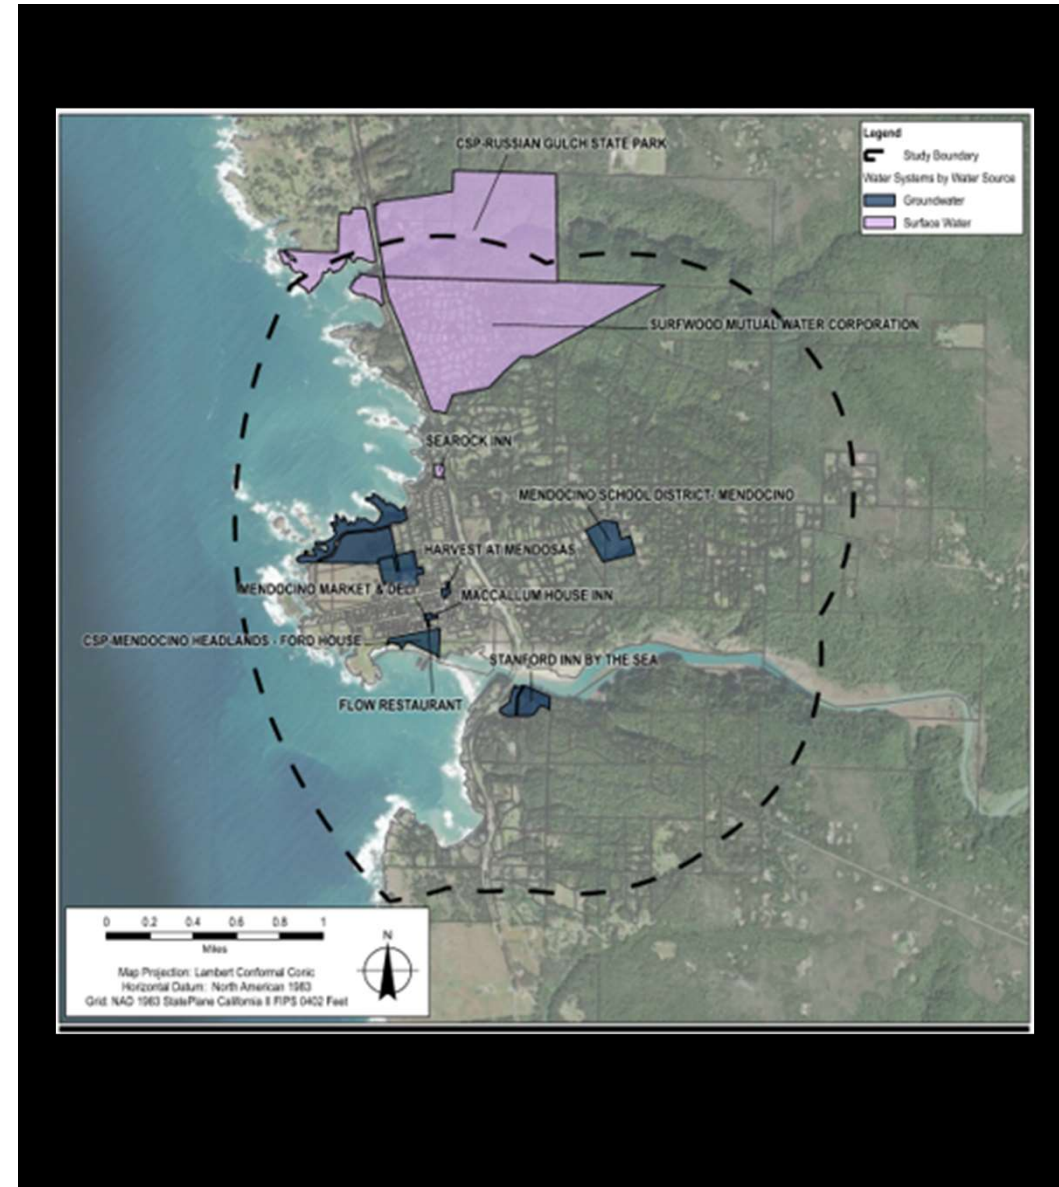 CSP-RUSSIAN GULCH STATE PARK
Legend
Study Boundary
Water Systems by Water Source
Groundwater
Surface Water
SURFWOOD MUTUAL WATER CORPORATION
SEAROCK INN
MENDOCINO SCHOOL DISTRICT- MENDOCINO
HARVEST AT MENDOSAS
MENDOCINO MARKET & DELI
MACCALLUM HOUSE INN
CSP-MENDOCINO HEADLANDS - FORD HOUSE
STANFORD INN BY THE SEA
FLOW RESTAURANT
0 0.2 0.4 0.6 0.8 1
Miles
N
Map Projection: Lambert Conformal Conic
Horizontal Datum: North American 1983
Grid: NAD 1983 StatePlane California II FIPS 0402 Feet